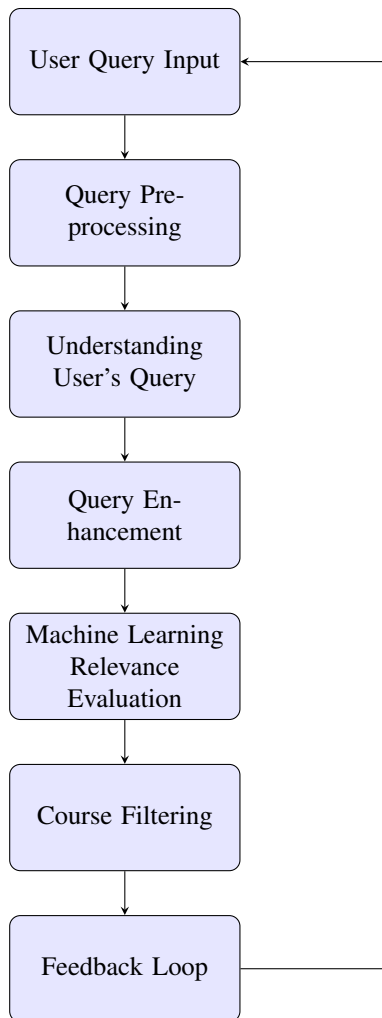 User Query Input
Query Pre-
processing
Understanding
User's Query
Query En-
hancement
Machine Learning
Relevance
Evaluation
Course Filtering
Feedback Loop